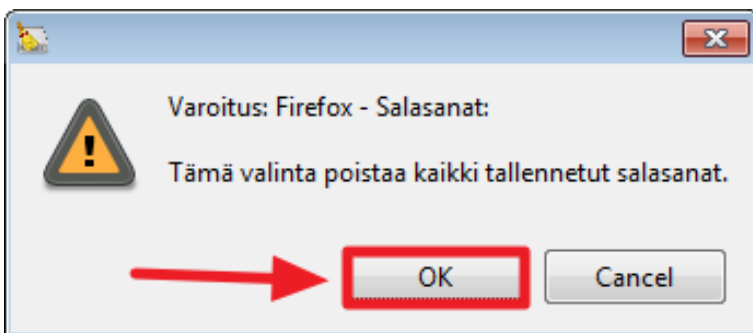 Varoitus: Firefox - Salasanat:
Tämä valinta poistaa kaikki tallennetut salasanat.
OK
Cancel